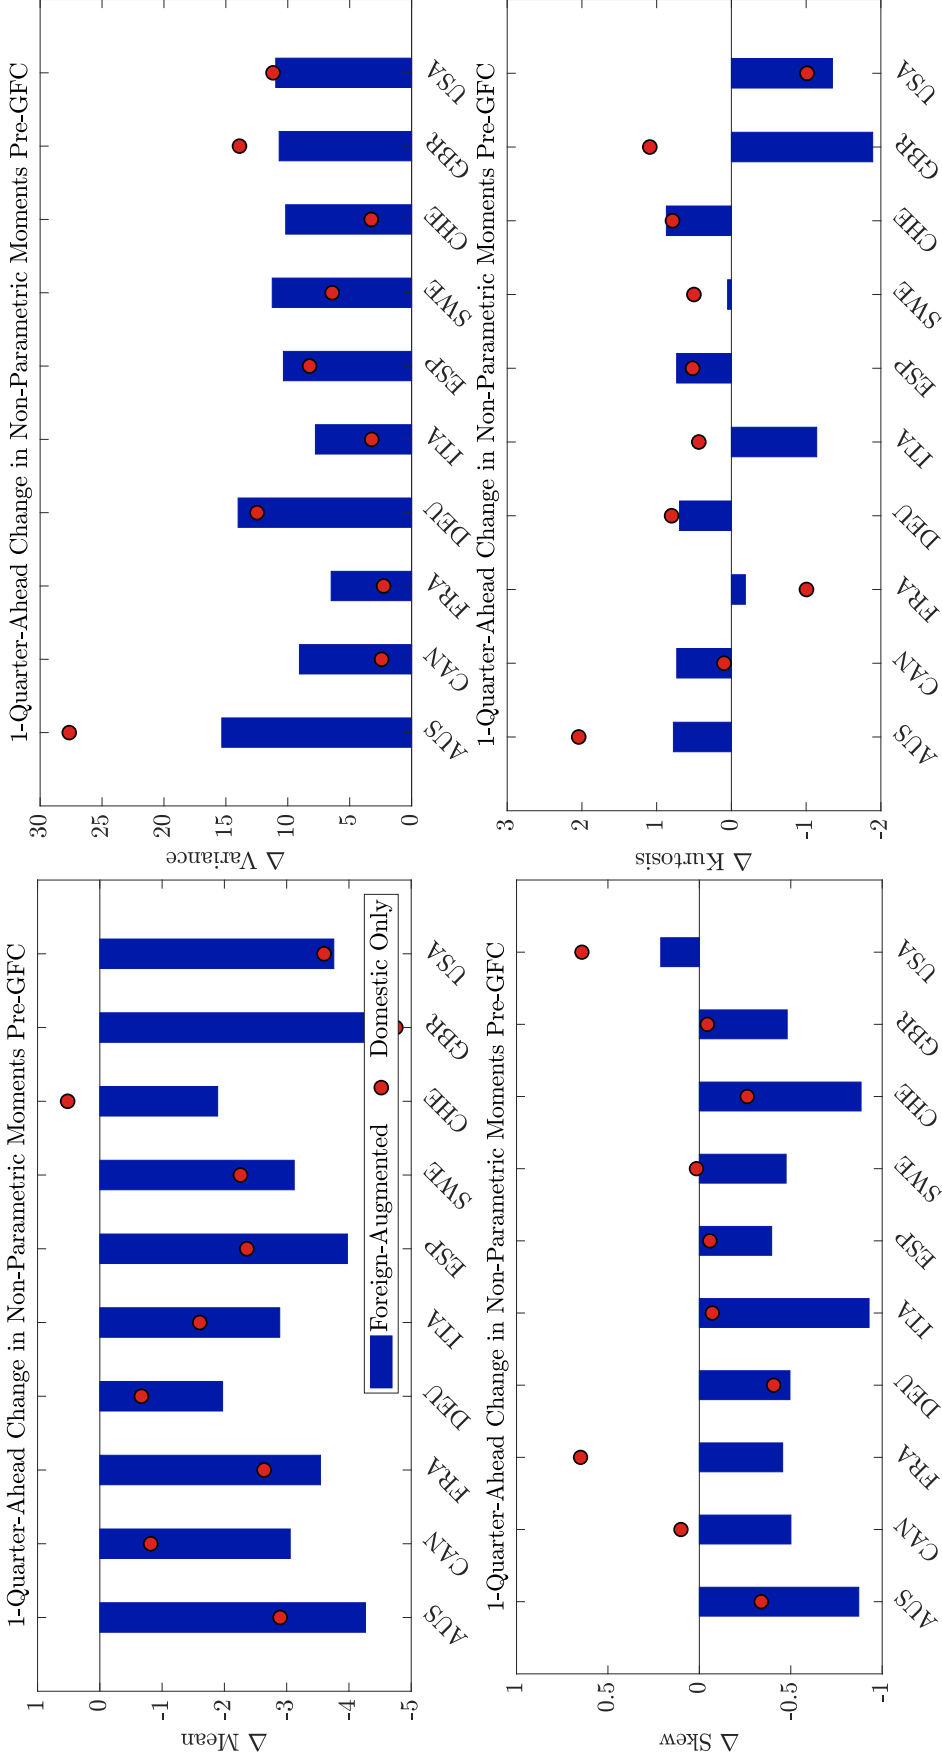 1-Quarter-Ahead Change in Non-Parametric Moments Pre-GFC
Δ Mean
1
0
-1
-2
-3
-4
-5
AUS CAN FRA DEU ITA ESP SWE CHE GBR USA
Foreign-Augmented Domestic Only
1-Quarter-Ahead Change in Non-Parametric Moments Pre-GFC
Δ Variance
30
25
20
15
10
5
0
AUS CAN FRA DEU ITA ESP SWE CHE GBR USA
1-Quarter-Ahead Change in Non-Parametric Moments Pre-GFC
Δ Skew
1
0.5
0
-0.5
-1
AUS CAN FRA DEU ITA ESP SWE CHE GBR USA
1-Quarter-Ahead Change in Non-Parametric Moments Pre-GFC
Δ Kurtosis
3
2
1
0
-1
-2
AUS CAN FRA DEU ITA ESP SWE CHE GBR USA